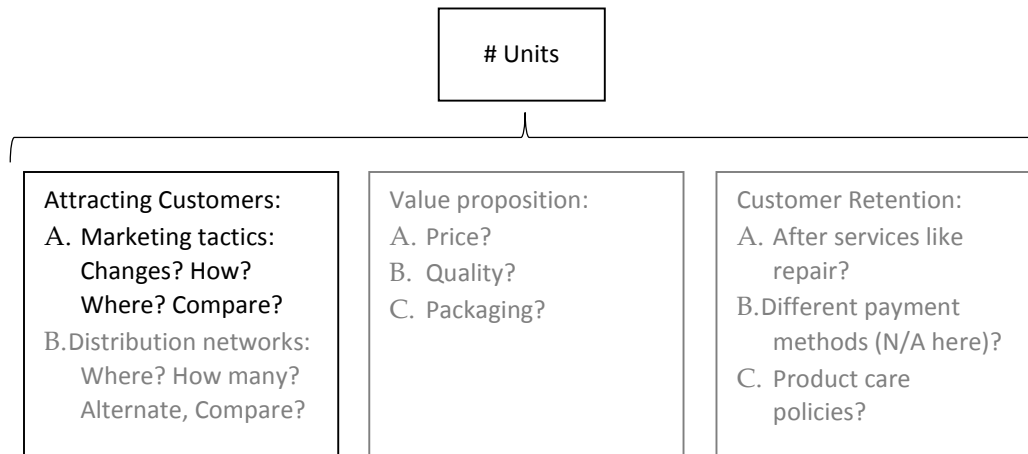 # Units
Attracting Customers:
A. Marketing tactics:
Changes? How?
Where? Compare?
B.Distribution networks:
Where? How many?
Alternate, Compare?
Value proposition:
A. Price?
B. Quality?
C. Packaging?
Customer Retention:
A. After services like
repair?
B.Different payment
methods (N/A here)?
C. Product care
policies?